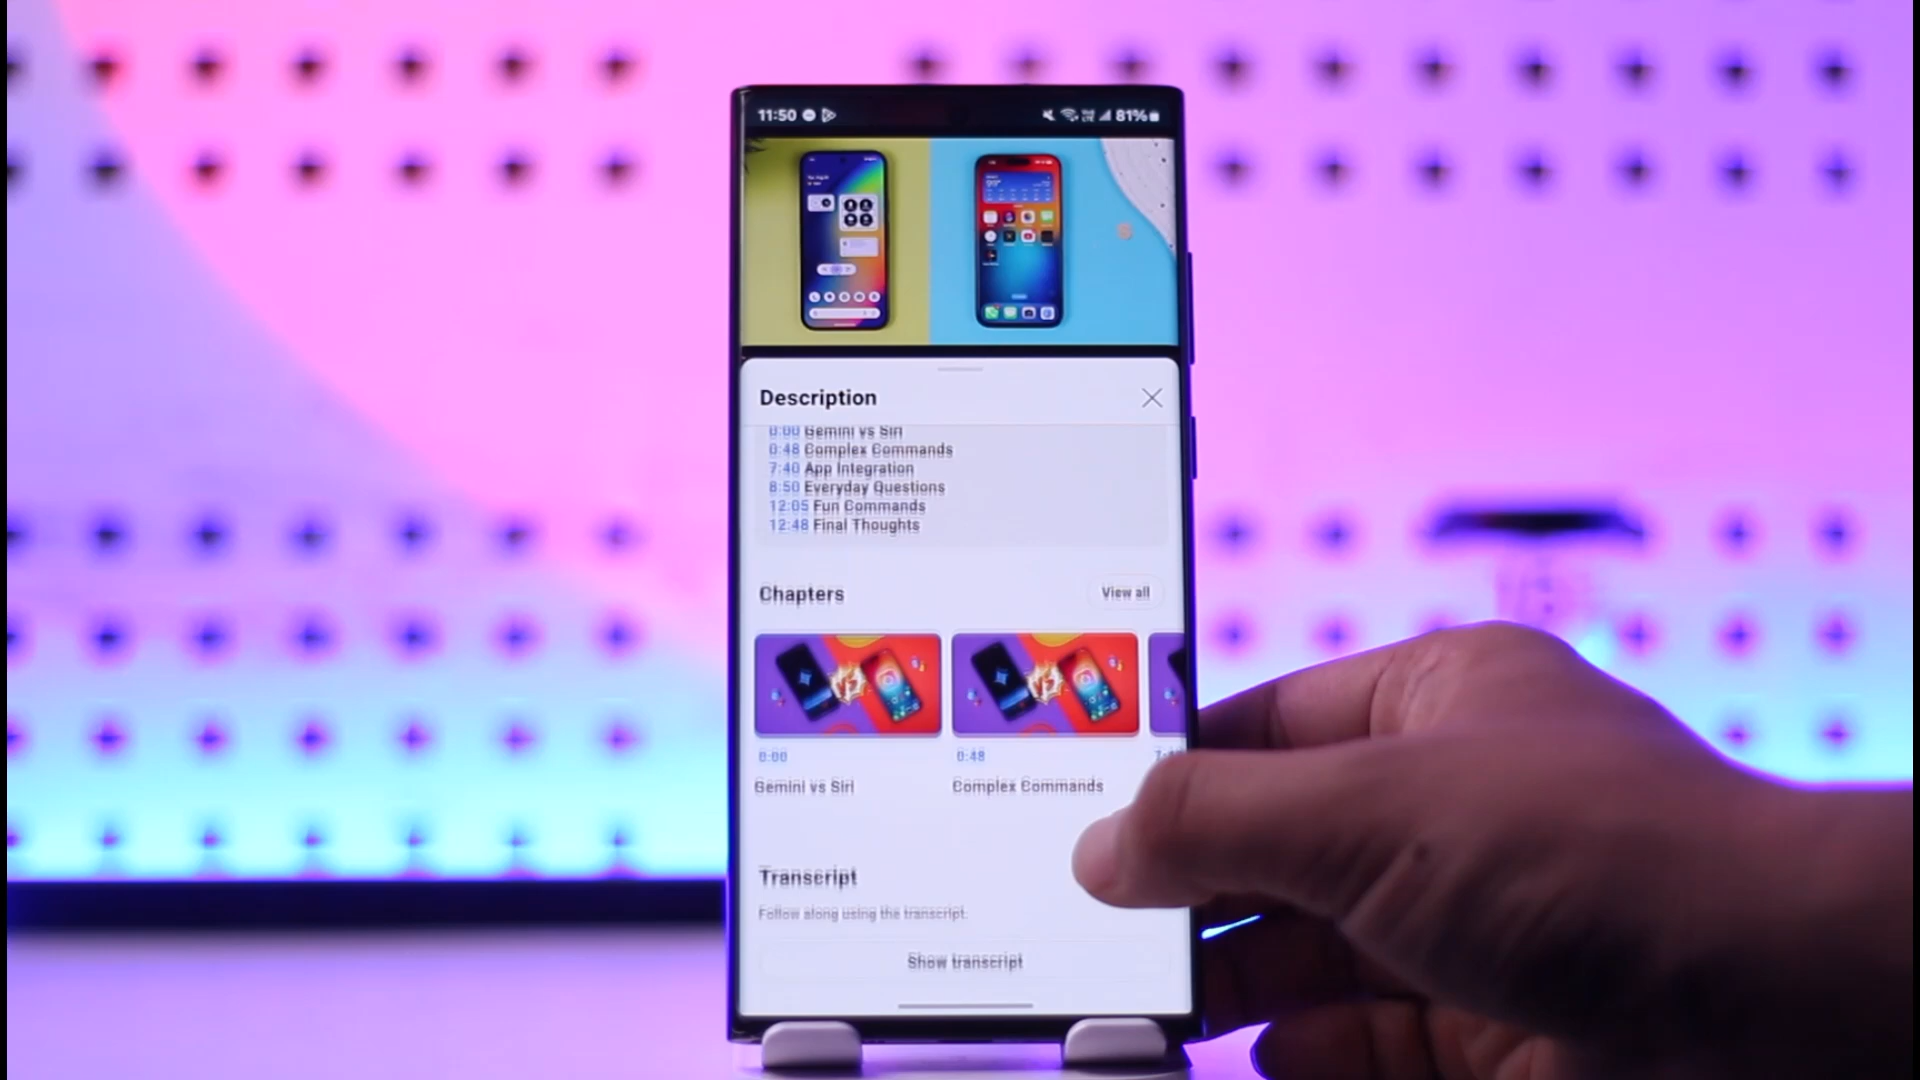 11:50
81%
Description
0:00 Gemini vs Siri
0:48 Complex Commands
7:40 App Integration
8:50 Everyday Questions
12:05 Fun Commands
12:48 Final Thoughts
Chapters
View all
VS
VS
0:00
0:48
Gemini vs Siri
Complex Commands
Transcript
Follow along using the transcript.
Show transcript